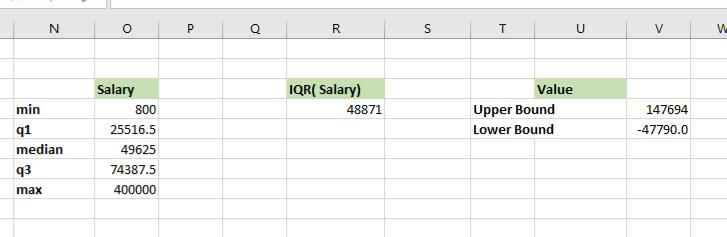 N O P Q R S T U V W
Salary IQR( Salary) Value
min 800 48871 Upper Bound 147694
q1 25516.5 Lower Bound -47790.0
median 49625
q3 74387.5
max 400000